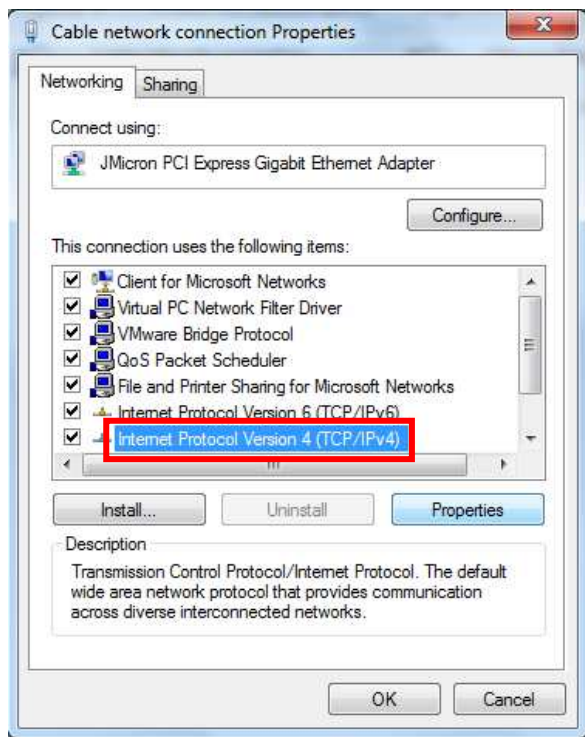 Cable network connection Properties
Networking
Sharing
Connect using:
JMicron PCI Express Gigabit Ethernet Adapter
Configure...
This connection uses the following items:
Client for Microsoft Networks
Virtual PC Network Filter Driver
VMware Bridge Protocol
QoS Packet Scheduler
File and Printer Sharing for Microsoft Networks
Internet Protocol Version 6 (TCP/IPv6)
Internet Protocol Version 4 (TCP/IPv4)
Install...
Uninstall
Properties
Description
Transmission Control Protocol/Internet Protocol. The default
wide area network protocol that provides communication
across diverse interconnected networks.
OK
Cancel